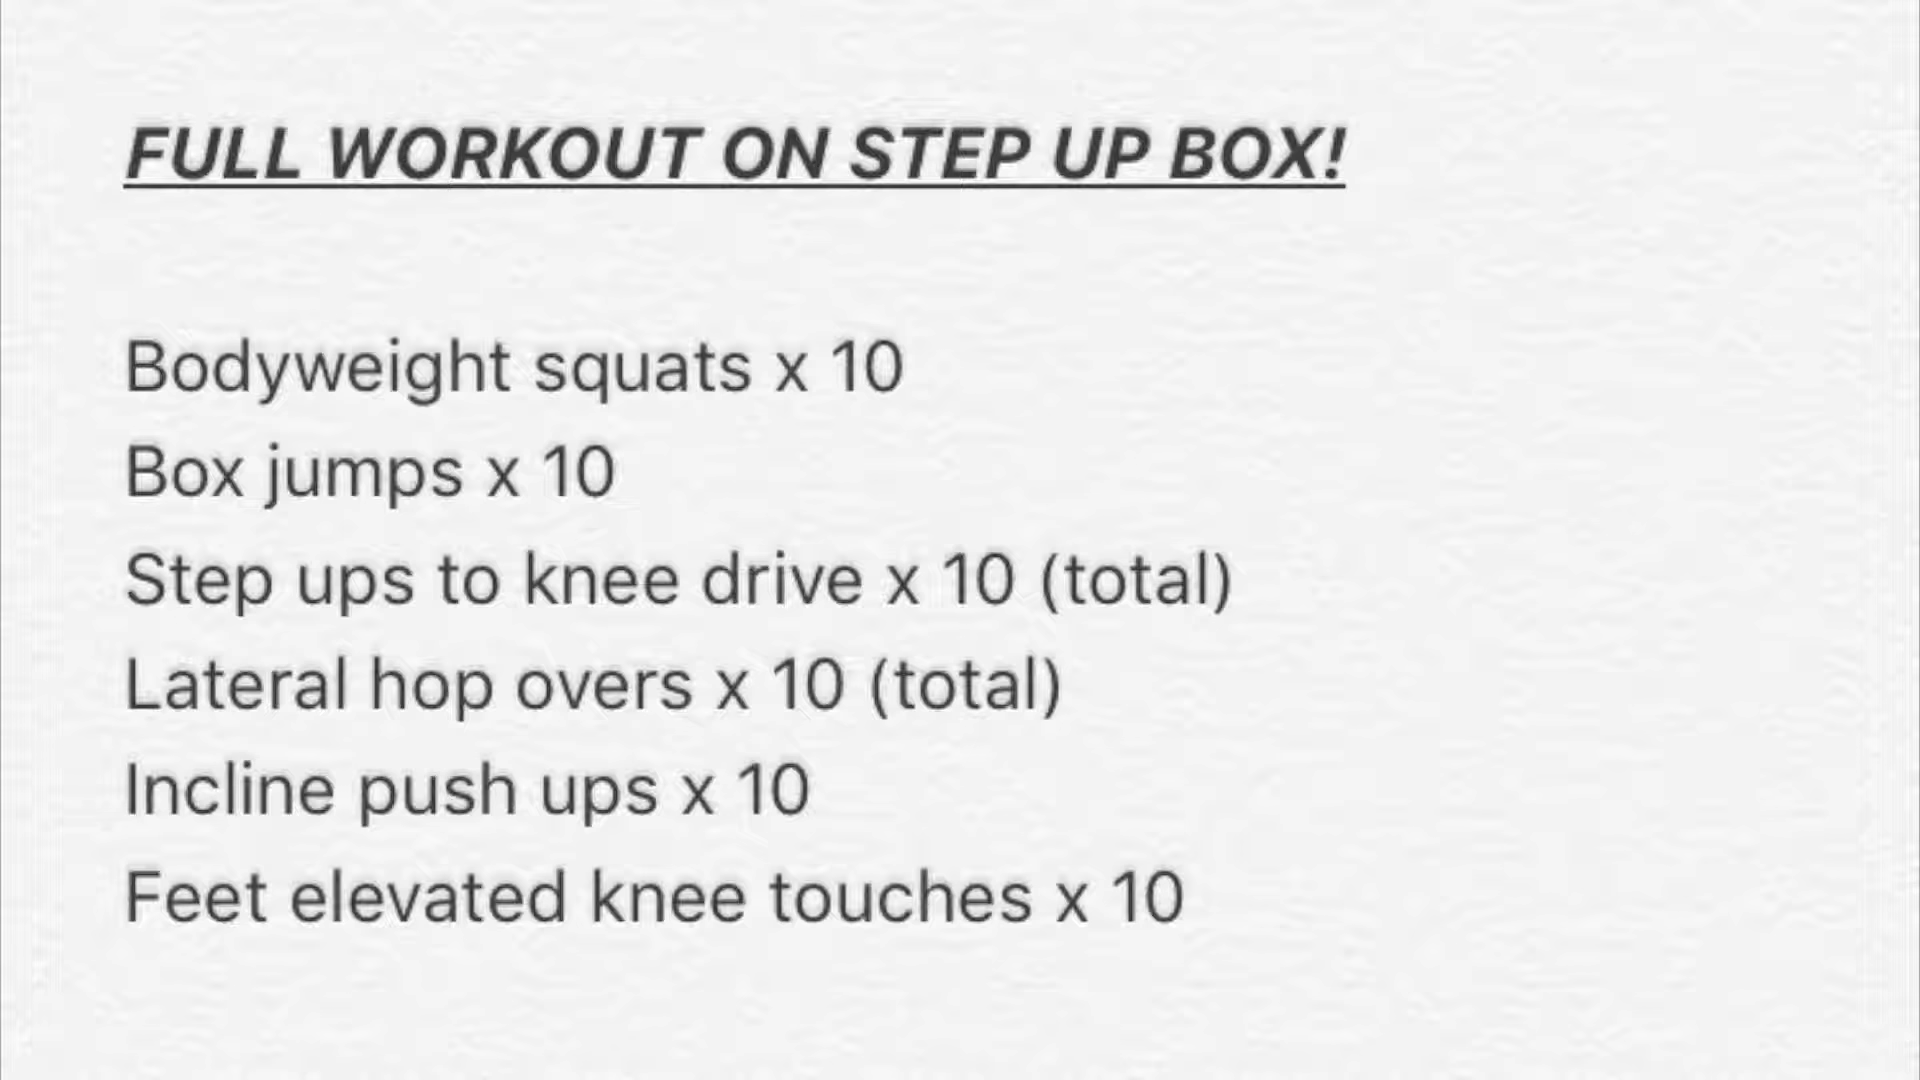 FULL WORKOUT ON STEP UP BOX!
Bodyweight squats x 10
Box jumps x 10
Step ups to knee drive x 10 (total)
Lateral hop overs x 10 (total)
Incline push ups x 10
Feet elevated knee touches x 10